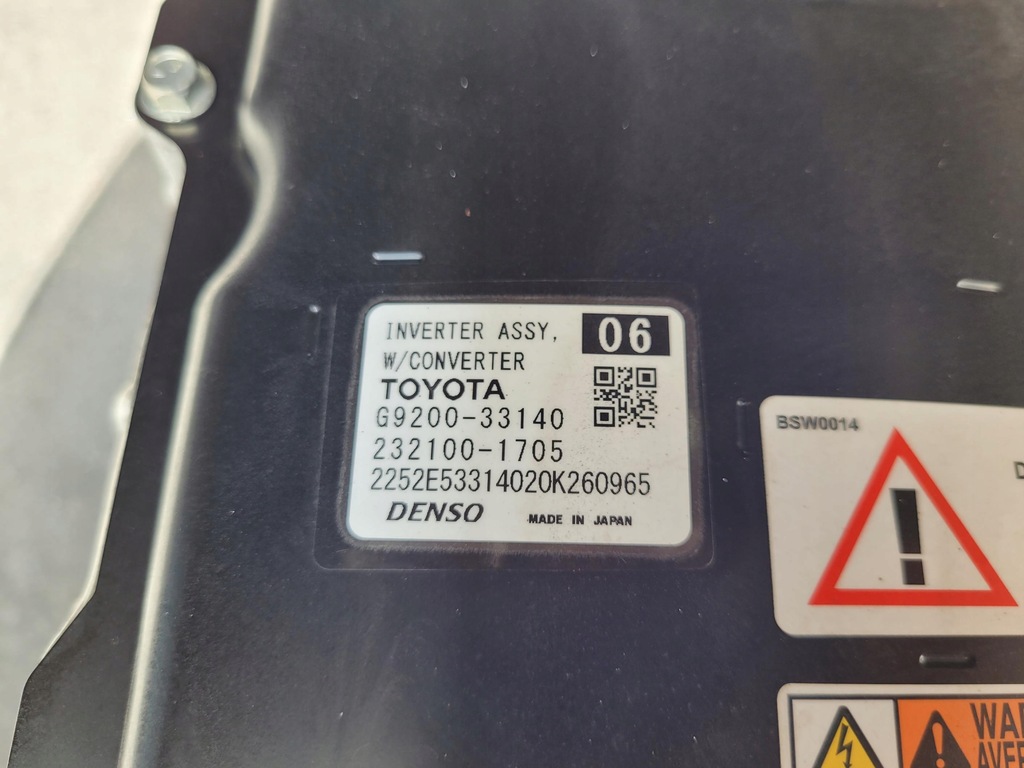 INVERTER ASSY, 06
W/CONVERTER
TOYOTA
G9200-33140
232100-1705
2252E53314020K260965
DENSO MADE IN JAPAN
BSW0014